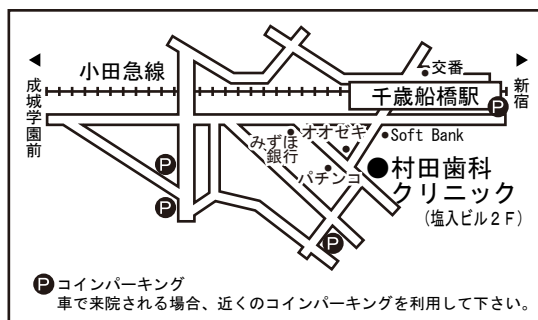 小田急線
◀
成城学園前
交番
千歳船橋駅
▶
新宿
P
みずほ
銀行
オオゼキ
Soft Bank
パチンコ
●村田歯科
クリニック
(塩入ビル2F)
P
P
P
Pコインパーキング
車で来院される場合、近くのコインパーキングを利用して下さい。